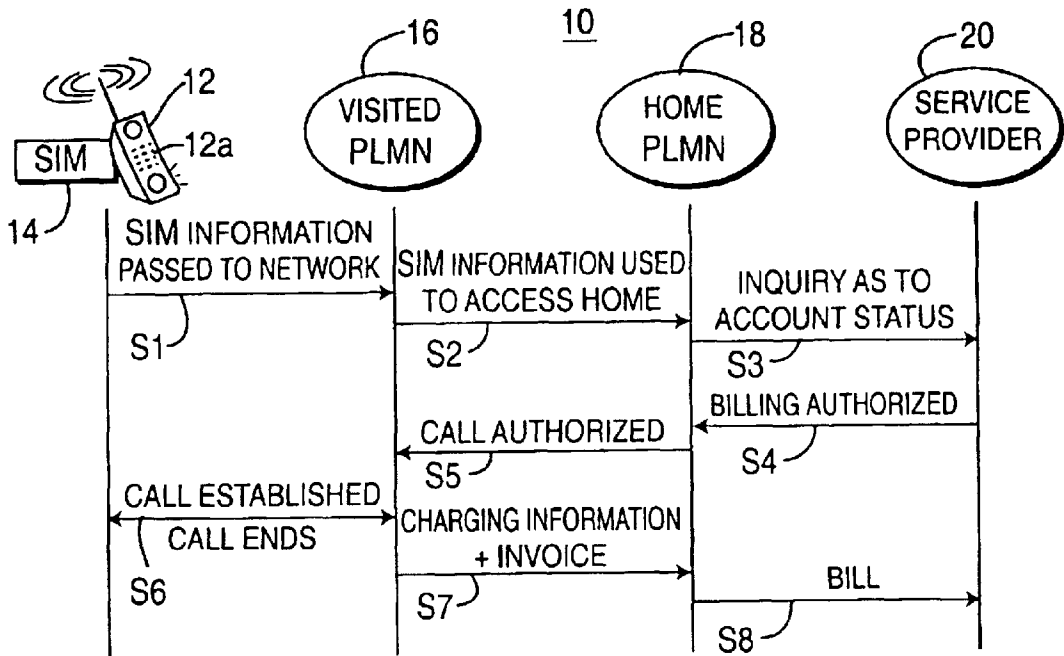 10
16
18
20
12
12a
SIM
14
VISITED
PLMN
HOME
PLMN
SERVICE
PROVIDER
SIM INFORMATION
PASSED TO NETWORK
S1
SIM INFORMATION USED
TO ACCESS HOME
S2
INQUIRY AS TO
ACCOUNT STATUS
S3
BILLING AUTHORIZED
S4
CALL AUTHORIZED
S5
CALL ESTABLISHED
CALL ENDS
S6
CHARGING INFORMATION
+ INVOICE
S7
BILL
S8